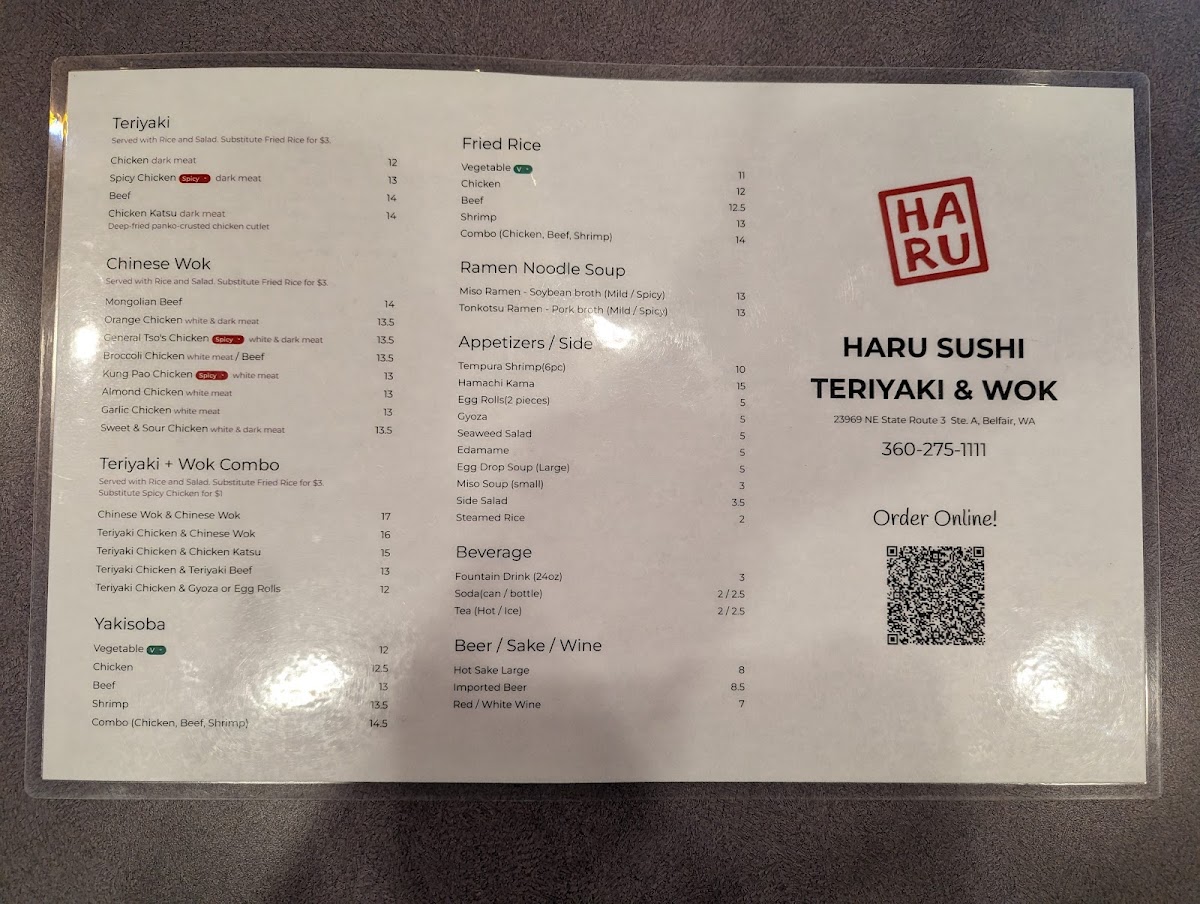 Teriyaki
Served with Rice and Salad. Substitute Fried Rice for $3.
Chicken dark meat 12
Spicy Chicken Spicy dark meat 13
Beef 14
Chicken Katsu dark meat 14
Deep-fried panko-crusted chicken cutlet
Chinese Wok
Served with Rice and Salad. Substitute Fried Rice for $3.
Mongolian Beef 14
Orange Chicken white & dark meat 13.5
General Tso's Chicken Spicy white & dark meat 13.5
Broccoli Chicken white meat / Beef 13.5
Kung Pao Chicken Spicy white meat 13
Almond Chicken white meat 13
Garlic Chicken white meat 13
Sweet & Sour Chicken white & dark meat 13.5
Teriyaki + Wok Combo
Served with Rice and Salad. Substitute Fried Rice for $3.
Substitute Spicy Chicken for $1
Chinese Wok & Chinese Wok 17
Teriyaki Chicken & Chinese Wok 16
Teriyaki Chicken & Chicken Katsu 15
Teriyaki Chicken & Teriyaki Beef 13
Teriyaki Chicken & Gyoza or Egg Rolls 12
Yakisoba
Vegetable V 12
Chicken 12.5
Beef 13
Shrimp 13.5
Combo (Chicken, Beef, Shrimp) 14.5
Fried Rice
Vegetable V 11
Chicken 12
Beef 12.5
Shrimp 13
Combo (Chicken, Beef, Shrimp) 14
Ramen Noodle Soup
Miso Ramen - Soybean broth (Mild / Spicy) 13
Tonkotsu Ramen - Pork broth (Mild / Spicy) 13
Appetizers / Side
Tempura Shrimp(6pc) 10
Hamachi Kama 15
Egg Rolls(2 pieces) 5
Gyoza 5
Seaweed Salad 5
Edamame 5
Egg Drop Soup (Large) 5
Miso Soup (small) 3
Side Salad 3.5
Steamed Rice 2
Beverage
Fountain Drink (24oz) 3
Soda(can / bottle) 2 / 2.5
Tea (Hot / Ice) 2 / 2.5
Beer / Sake / Wine
Hot Sake Large 8
Imported Beer 8.5
Red / White Wine 7
HA
RU
HARU SUSHI
TERIYAKI & WOK
23969 NE State Route 3 Ste. A, Belfair, WA
360-275-1111
Order Online!